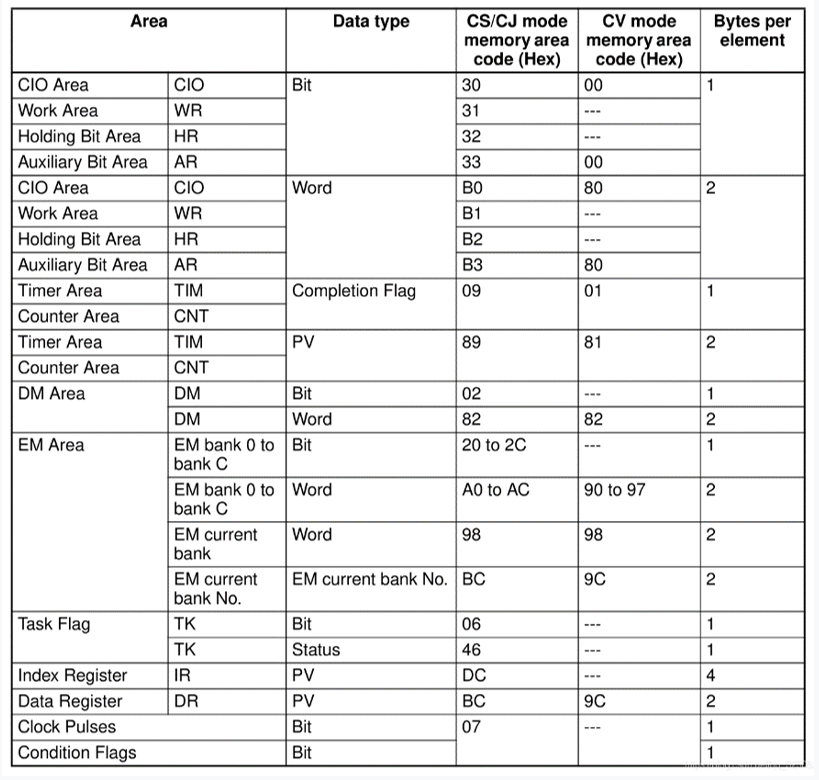 Area Data type CS/CJ mode memory area code (Hex) CV mode memory area code (Hex) Bytes per element
CIO Area CIO Bit 30 00 1
Work Area WR 31 ---
Holding Bit Area HR 32 ---
Auxiliary Bit Area AR 33 00
CIO Area CIO Word B0 80 2
Work Area WR B1 ---
Holding Bit Area HR B2 ---
Auxiliary Bit Area AR B3 80
Timer Area TIM Completion Flag 09 01 1
Counter Area CNT
Timer Area TIM PV 89 81 2
Counter Area CNT
DM Area DM Bit 02 --- 1
DM Word 82 82 2
EM Area EM bank 0 to bank C Bit 20 to 2C --- 1
EM bank 0 to bank C Word A0 to AC 90 to 97 2
EM current bank Word 98 98 2
EM current bank No. EM current bank No. BC 9C 2
Task Flag TK Bit 06 --- 1
TK Status 46 --- 1
Index Register IR PV DC --- 4
Data Register DR PV BC 9C 2
Clock Pulses Bit 07 --- 1
Condition Flags Bit 1